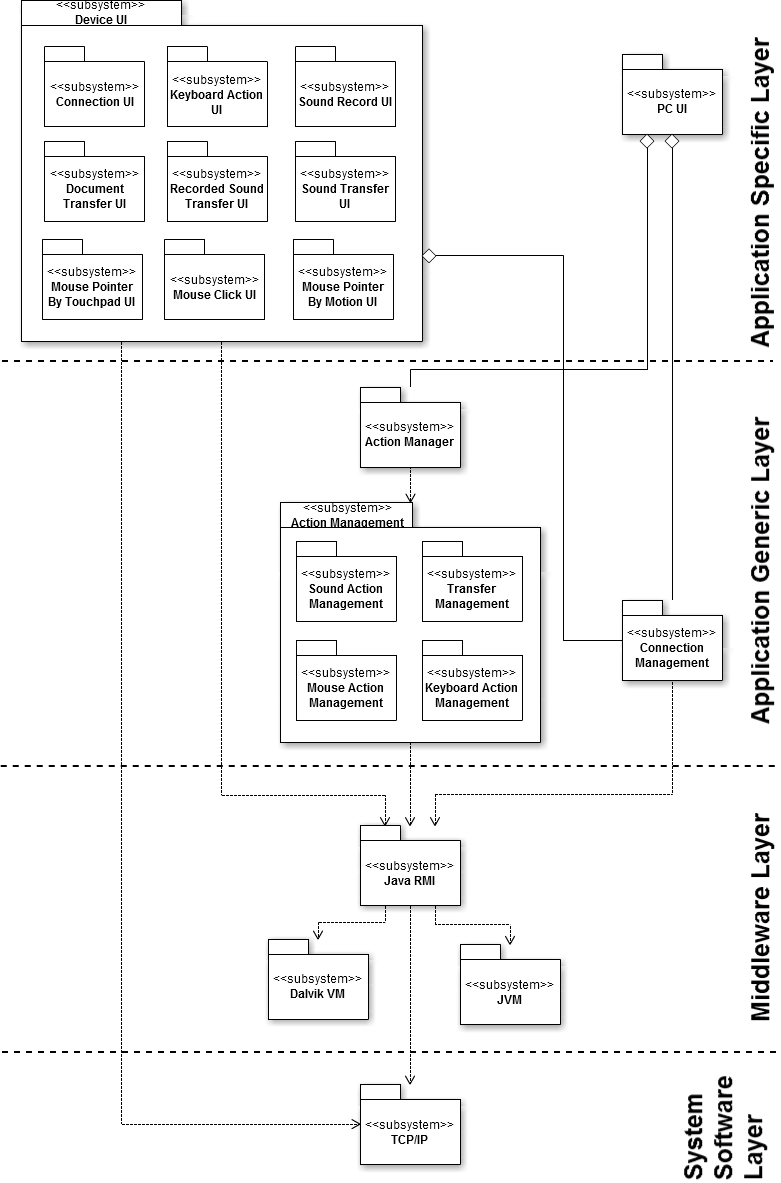 <<subsystem>>
Device UI
<<subsystem>>
Connection UI
<<subsystem>>
Keyboard Action
UI
<<subsystem>>
Sound Record UI
<<subsystem>>
Document
Transfer UI
<<subsystem>>
Recorded Sound
Transfer UI
<<subsystem>>
Sound Transfer
UI
<<subsystem>>
Mouse Pointer
By Touchpad UI
<<subsystem>>
Mouse Click UI
<<subsystem>>
Mouse Pointer
By Motion UI
<<subsystem>>
PC UI
Application Specific Layer
<<subsystem>>
Action Manager
<<subsystem>>
Action Management
<<subsystem>>
Sound Action
Management
<<subsystem>>
Transfer
Management
<<subsystem>>
Mouse Action
Management
<<subsystem>>
Keyboard Action
Management
<<subsystem>>
Connection
Management
Application Generic Layer
<<subsystem>>
Java RMI
<<subsystem>>
Dalvik VM
<<subsystem>>
JVM
Middleware Layer
<<subsystem>>
TCP/IP
System
Software
Layer